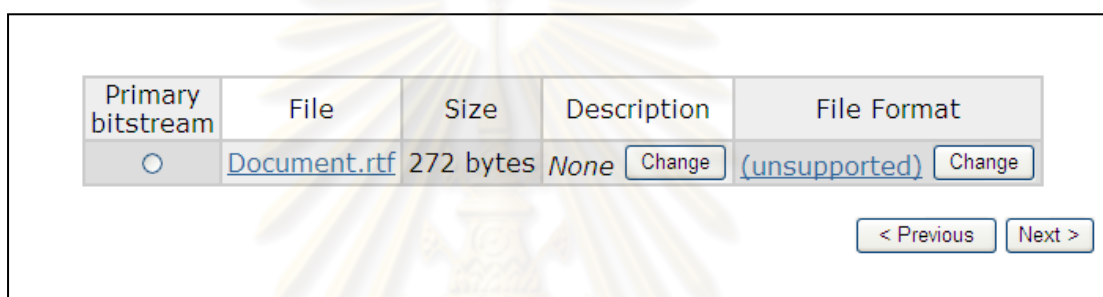 Primary bitstream File Size Description File Format
Document.rtf 272 bytes None Change (unsupported) Change
< Previous Next >